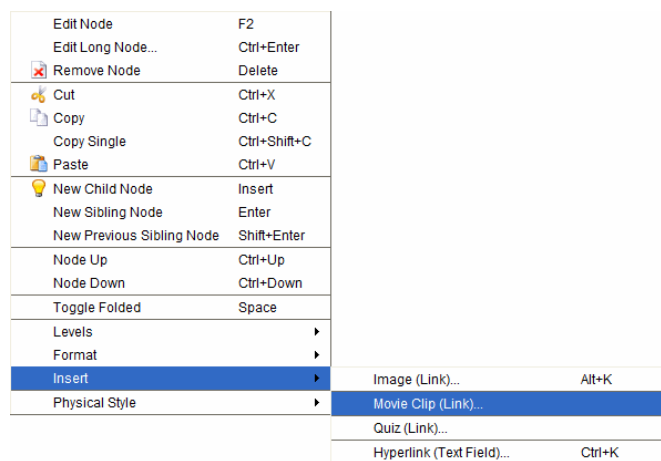 Edit Node F2
Edit Long Node... Ctrl+Enter
Remove Node Delete
Cut Ctrl+X
Copy Ctrl+C
Copy Single Ctrl+Shift+C
Paste Ctrl+V
New Child Node Insert
New Sibling Node Enter
New Previous Sibling Node Shift+Enter
Node Up Ctrl+Up
Node Down Ctrl+Down
Toggle Folded Space
Levels
Format
Insert
Physical Style
Image (Link)... Alt+K
Movie Clip (Link)...
Quiz (Link)...
Hyperlink (Text Field)... Ctrl+K